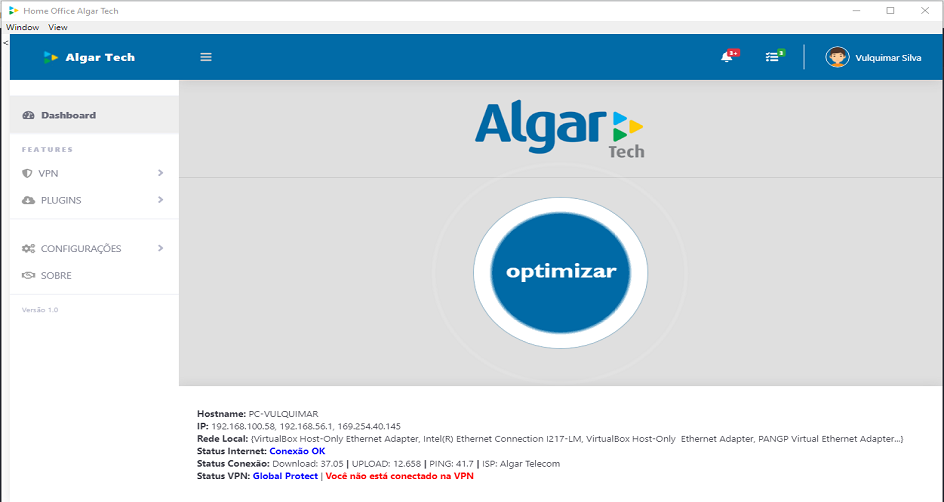 Home Office Algar Tech
Window View
<
Algar Tech
3+
3
Vulquimar Silva
Dashboard
FEATURES
VPN
PLUGINS
CONFIGURAÇÕES
SOBRE
Versão 1.0
Algar
Tech
optimizar
Hostname: PC-VULQUIMAR
IP: 192.168.100.58, 192.168.56.1, 169.254.40.145
Rede Local: {VirtualBox Host-Only Ethernet Adapter, Intel(R) Ethernet Connection I217-LM, VirtualBox Host-Only Ethernet Adapter, PANGP Virtual Ethernet Adapter...}
Status Internet: Conexão OK
Status Conexão: Download: 37.05 | UPLOAD: 12.658 | PING: 41.7 | ISP: Algar Telecom
Status VPN: Global Protect | Você não está conectado na VPN